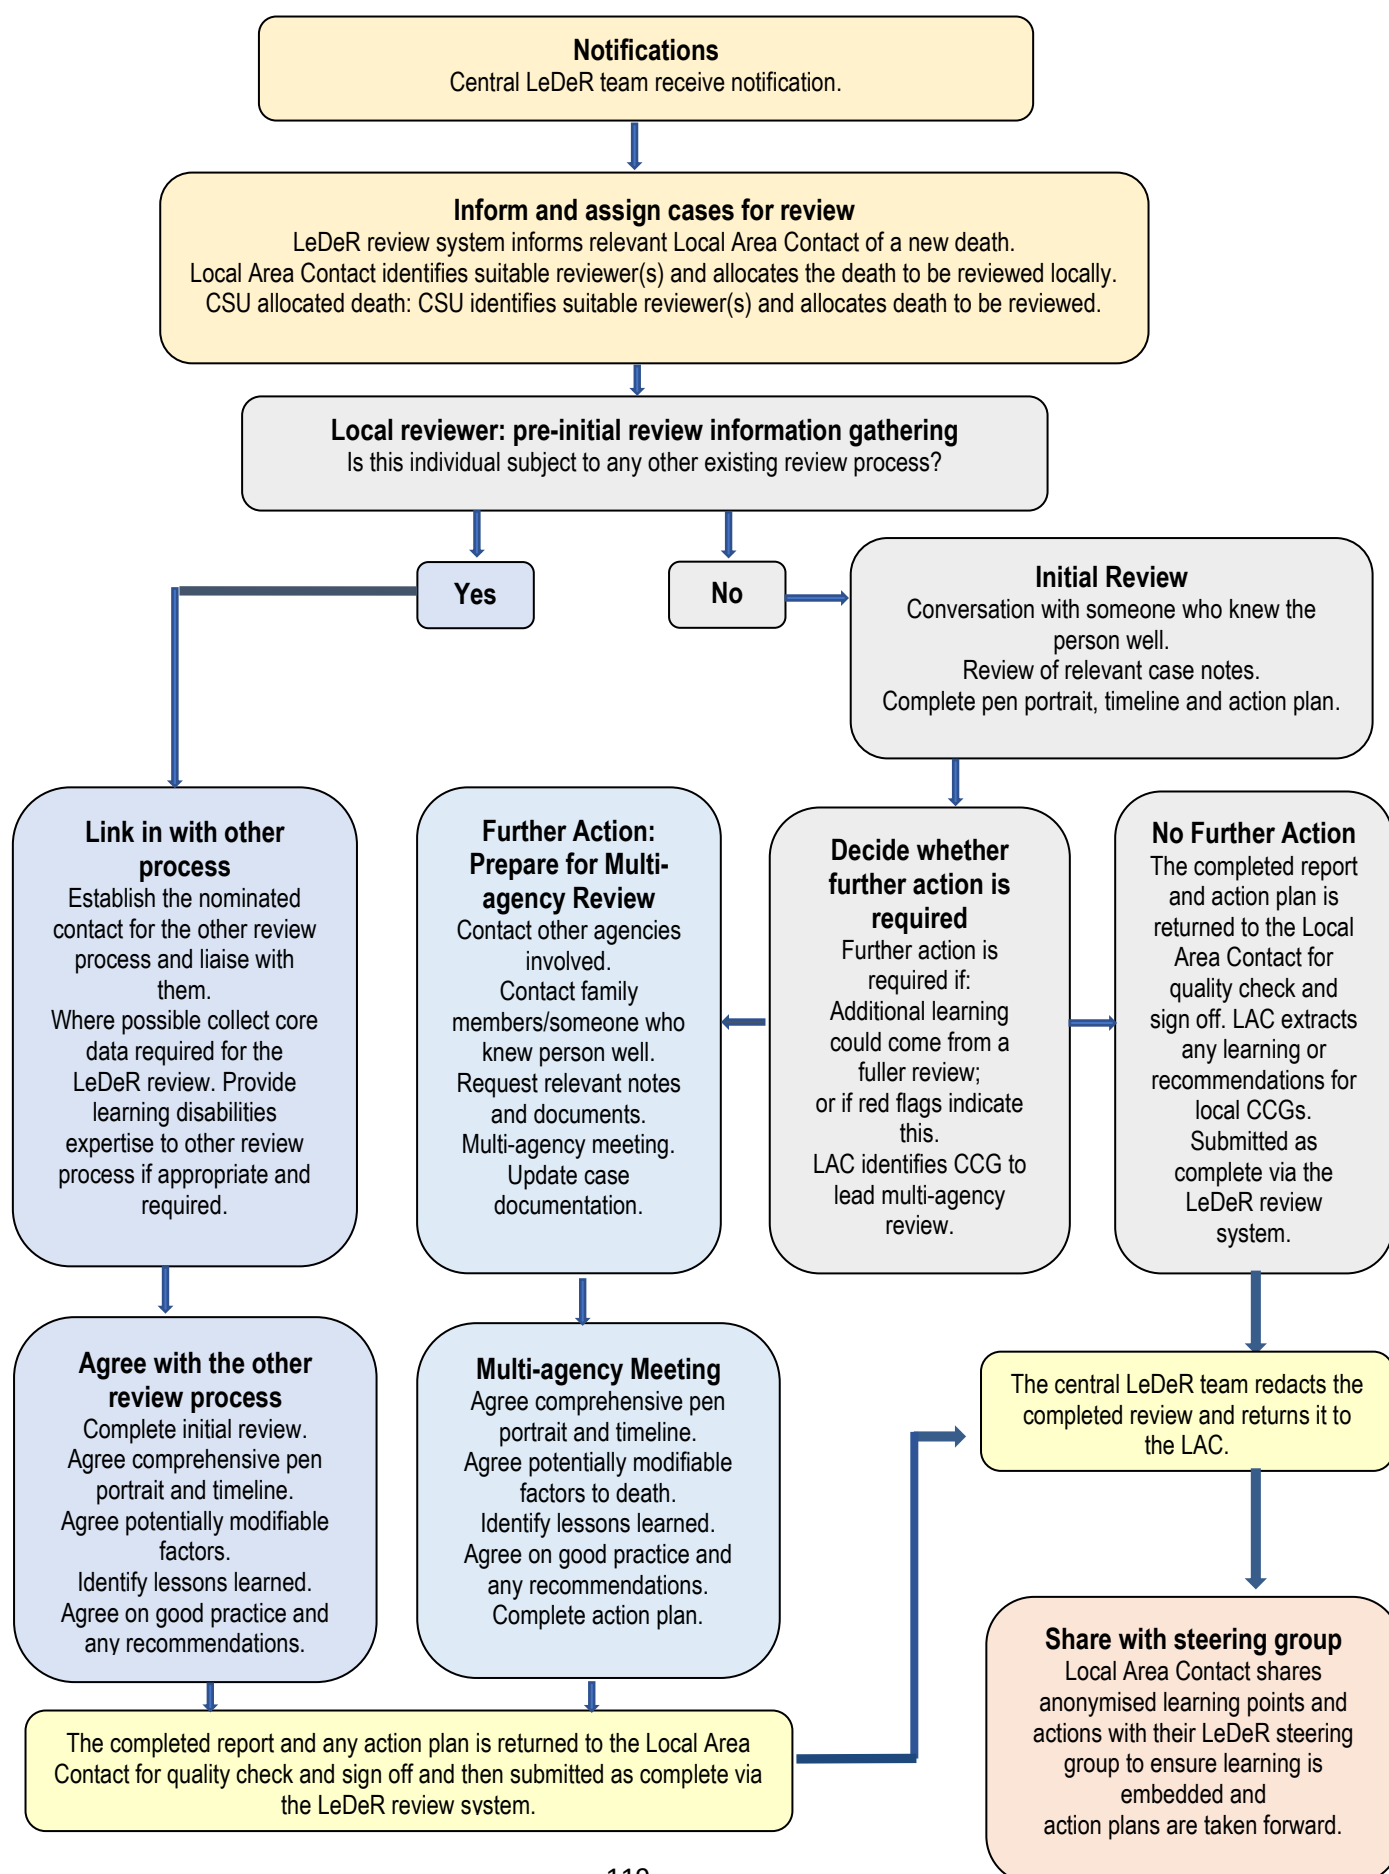 Notifications
Central LeDeR team receive notification.
Inform and assign cases for review
LeDeR review system informs relevant Local Area Contact of a new death.
Local Area Contact identifies suitable reviewer(s) and allocates the death to be reviewed locally.
CSU allocated death: CSU identifies suitable reviewer(s) and allocates death to be reviewed.
Local reviewer: pre-initial review information gathering
Is this individual subject to any other existing review process?
Yes
No
Initial Review
Conversation with someone who knew the
person well.
Review of relevant case notes.
Complete pen portrait, timeline and action plan.
Link in with other
process
Establish the nominated
contact for the other review
process and liaise with
them.
Where possible collect core
data required for the
LeDeR review. Provide
learning disabilities
expertise to other review
process if appropriate and
required.
Further Action:
Prepare for Multi-
agency Review
Contact other agencies
involved.
Contact family
members/someone who
knew person well.
Request relevant notes
and documents.
Multi-agency meeting.
Update case
documentation.
Decide whether
further action is
required
Further action is
required if:
Additional learning
could come from a
fuller review;
or if red flags indicate
this.
LAC identifies CCG to
lead multi-agency
review.
No Further Action
The completed report
and action plan is
returned to the Local
Area Contact for
quality check and
sign off. LAC extracts
any learning or
recommendations for
local CCGs.
Submitted as
complete via the
LeDeR review
system.
Agree with the other
review process
Complete initial review.
Agree comprehensive pen
portrait and timeline.
Agree potentially modifiable
factors.
Identify lessons learned.
Agree on good practice and
any recommendations.
Multi-agency Meeting
Agree comprehensive pen
portrait and timeline.
Agree potentially modifiable
factors to death.
Identify lessons learned.
Agree on good practice and
any recommendations.
Complete action plan.
The central LeDeR team redacts the
completed review and returns it to
the LAC.
Share with steering group
Local Area Contact shares
anonymised learning points and
actions with their LeDeR steering
group to ensure learning is
embedded and
action plans are taken forward.
The completed report and any action plan is returned to the Local Area
Contact for quality check and sign off and then submitted as complete via
the LeDeR review system.